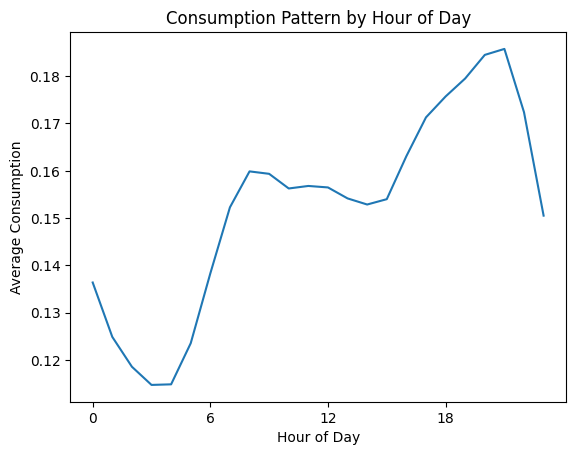 Consumption Pattern by Hour of Day
0.18
0.17
0.16
0.15
0.14
0.13
0.12
Average Consumption
0 6 12 18
Hour of Day